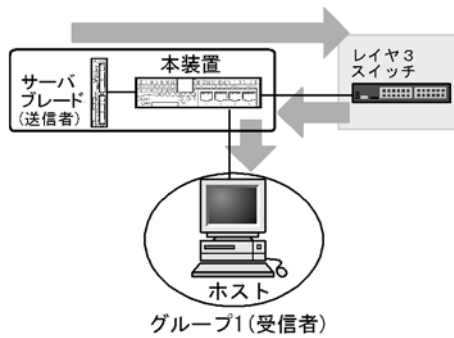 本装置
サーバ
ブレード
(送信者)
レイヤ3
スイッチ
ホスト
グループ1(受信者)